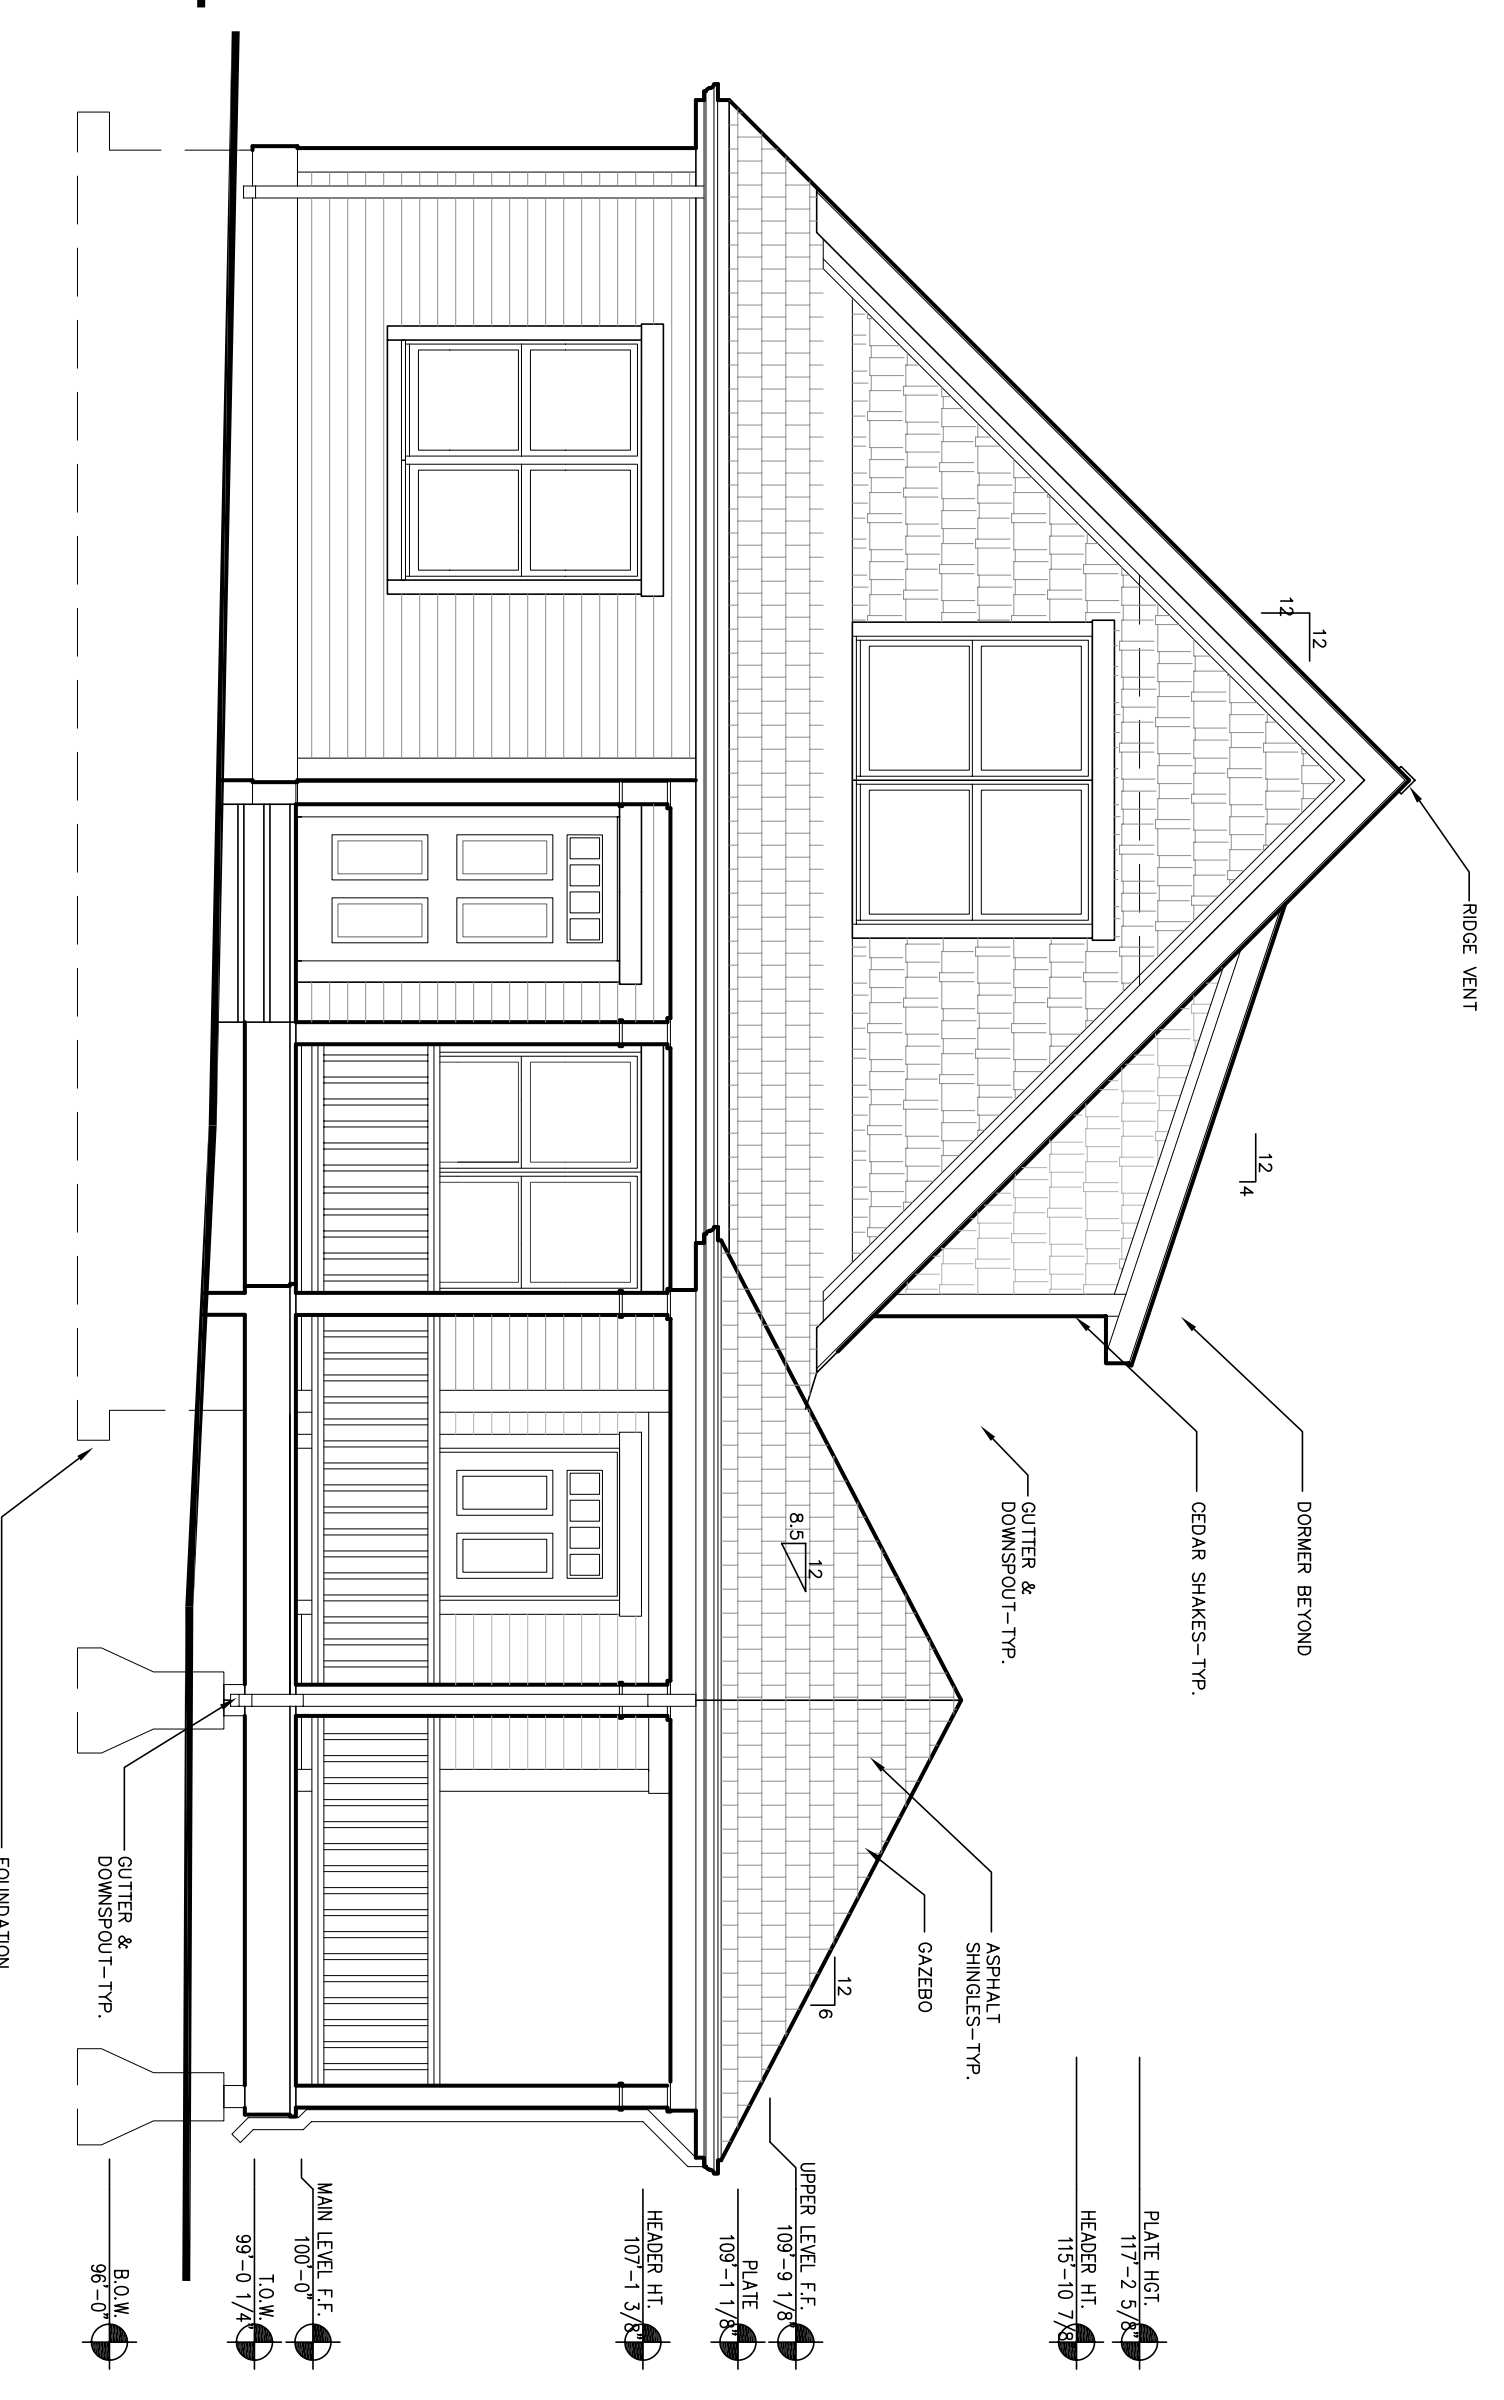 RIDGE VENT
12
12
12
4
DORMER BEYOND
CEDAR SHAKES-TYP.
GUTTER &
DOWNSPOUT-TYP.
8.5
12
ASPHALT
SHINGLES-TYP.
GAZEBO
12
6
PLATE HGT.
117'-2 5/8"
HEADER HT.
115'-10 7/8"
UPPER LEVEL F.F.
109'-9 1/8"
PLATE
109'-1 1/8"
HEADER HT.
107'-1 3/8"
MAIN LEVEL F.F.
100'-0"
T.O.W.
99'-0 1/4"
B.O.W.
96'-0"
GUTTER &
DOWNSPOUT-TYP.
FOUNDATION